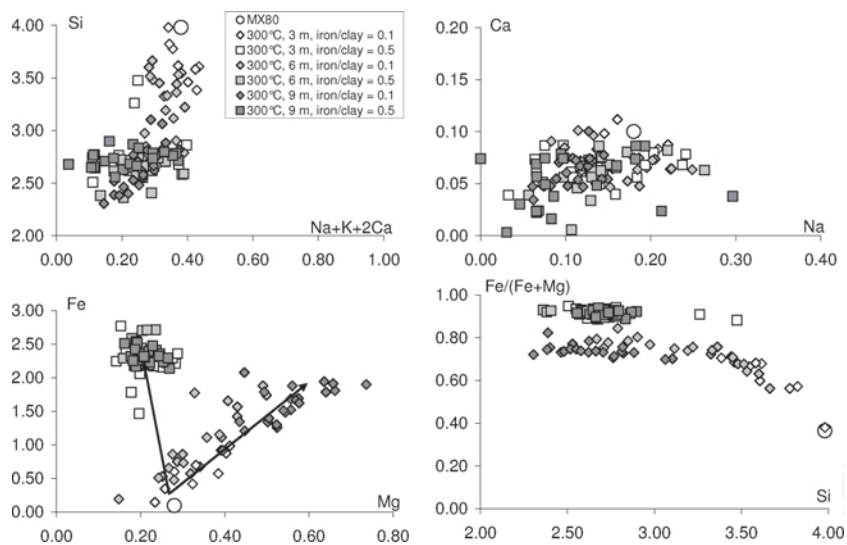 Si
4.00
3.50
3.00
2.50
2.00
0.00 0.20 0.40 0.60 0.80 1.00
Na+K+2Ca
MX80
300°C, 3 m, iron/clay = 0.1
300°C, 3 m, iron/clay = 0.5
300°C, 6 m, iron/clay = 0.1
300°C, 6 m, iron/clay = 0.5
300°C, 9 m, iron/clay = 0.1
300°C, 9 m, iron/clay = 0.5
Ca
0.20
0.15
0.10
0.05
0.00
Na
0.00 0.10 0.20 0.30 0.40
Fe
3.00
2.50
2.00
1.50
1.00
0.50
0.00
Mg
0.00 0.20 0.40 0.60 0.80
Fe/(Fe+Mg)
1.00
0.80
0.60
0.40
0.20
0.00
Si
2.00 2.50 3.00 3.50 4.00